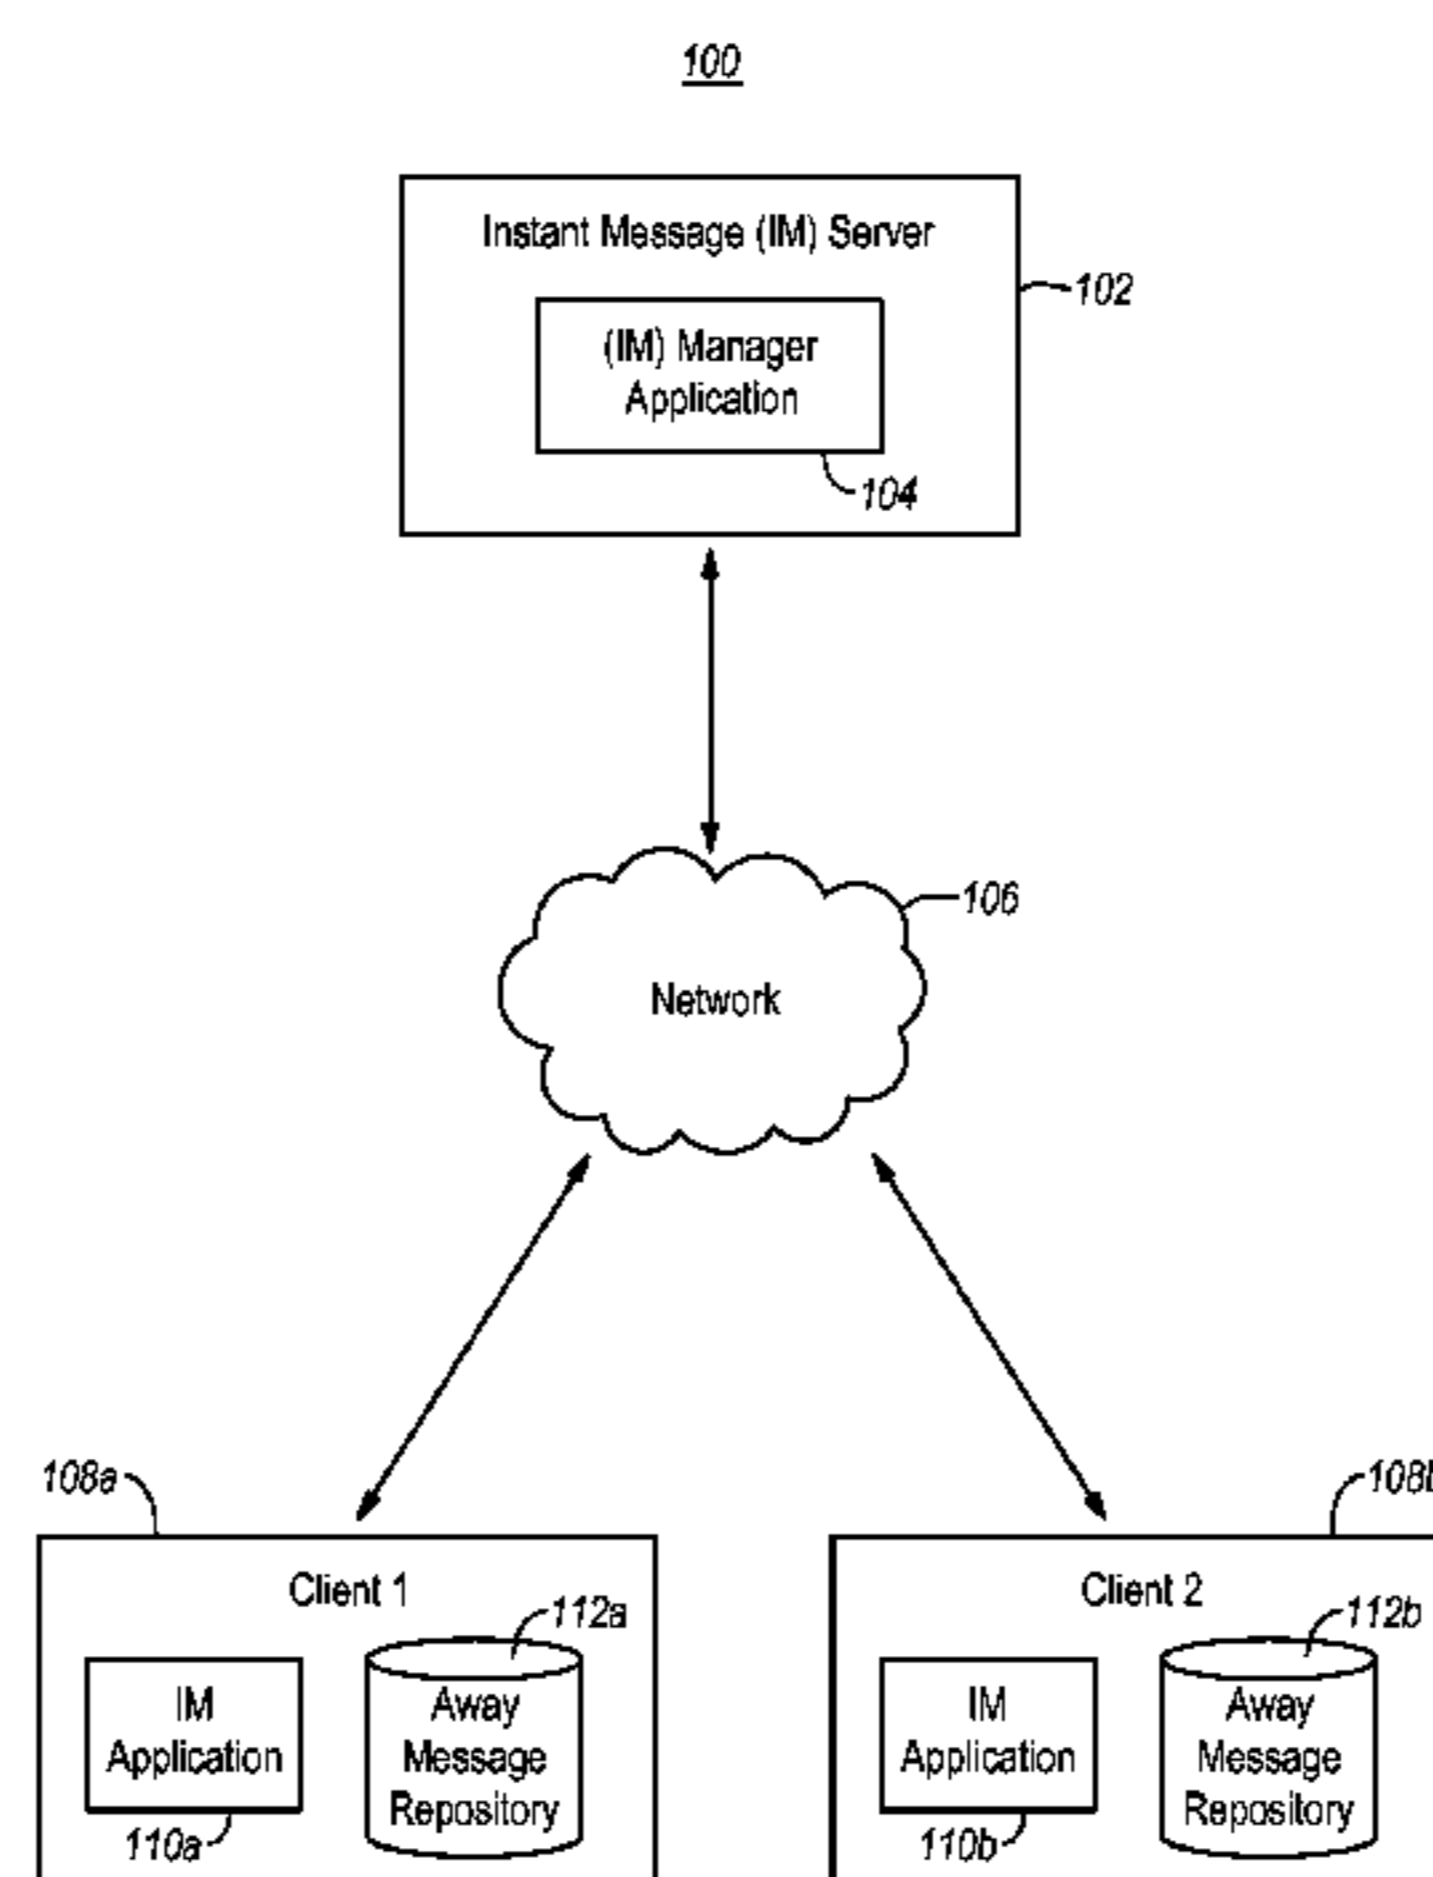 100
Instant Message (IM) Server
102
(IM) Manager
Application
104
106
Network
108a
108b
Client 1
Client 2
112a
112b
IM
Application
Away
Message
Repository
IM
Application
Away
Message
Repository
110a
110b